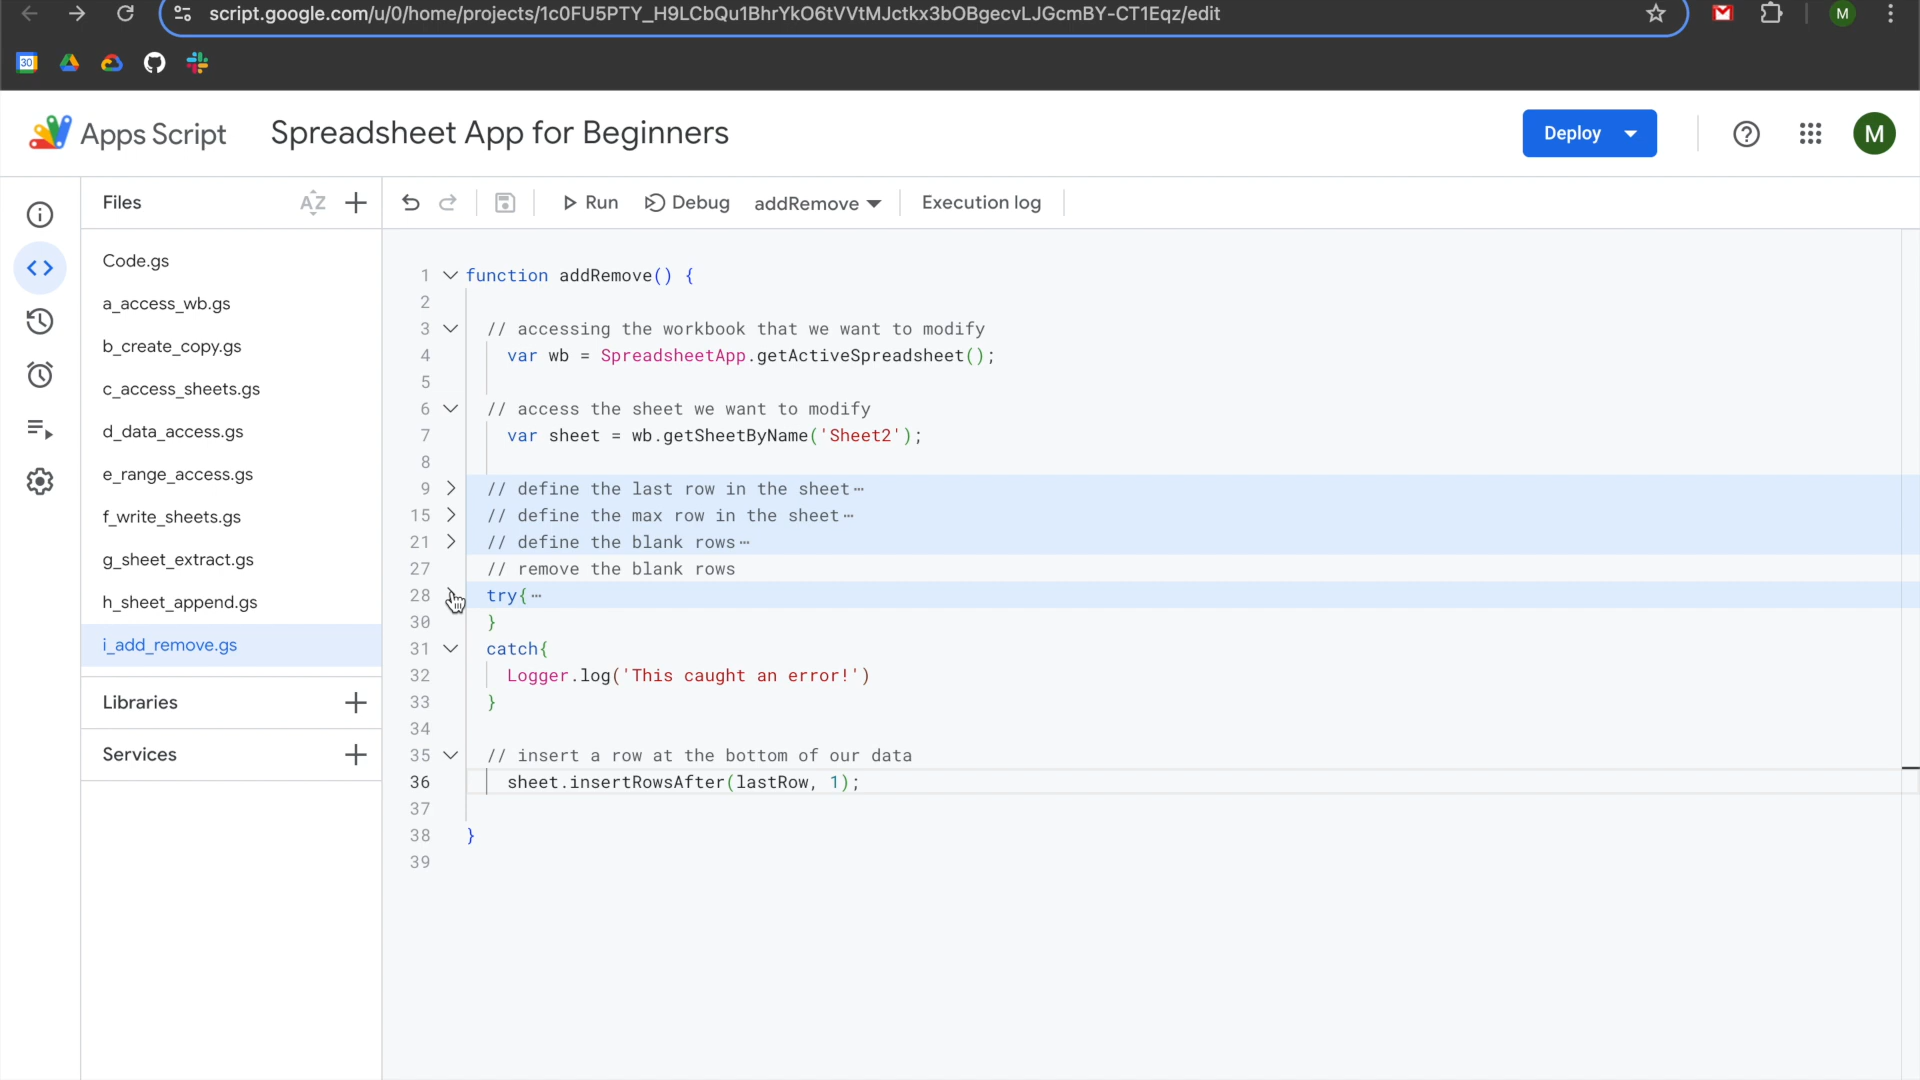 script.google.com/u/0/home/projects/1c0FU5PTY_H9LCbQu1BhrYkO6tVVtMJctkx3bOBgecvLJGcmBY-CT1Eqz/edit
M
30
Apps Script
Spreadsheet App for Beginners
Deploy
M
Files
AZ
Run
Debug
addRemove
Execution log
Code.gs
a_access_wb.gs
b_create_copy.gs
c_access_sheets.gs
d_data_access.gs
e_range_access.gs
f_write_sheets.gs
g_sheet_extract.gs
h_sheet_append.gs
i_add_remove.gs
Libraries
Services
1 function addRemove() {
2
3 // accessing the workbook that we want to modify
4 var wb = SpreadsheetApp.getActiveSpreadsheet();
5
6 // access the sheet we want to modify
7 var sheet = wb.getSheetByName('Sheet2');
8
9 // define the last row in the sheet…
15 // define the max row in the sheet…
21 // define the blank rows…
27 // remove the blank rows
28 try{…
30 }
31 catch{
32 Logger.log('This caught an error!')
33 }
34
35 // insert a row at the bottom of our data
36 sheet.insertRowsAfter(lastRow, 1);
37
38 }
39